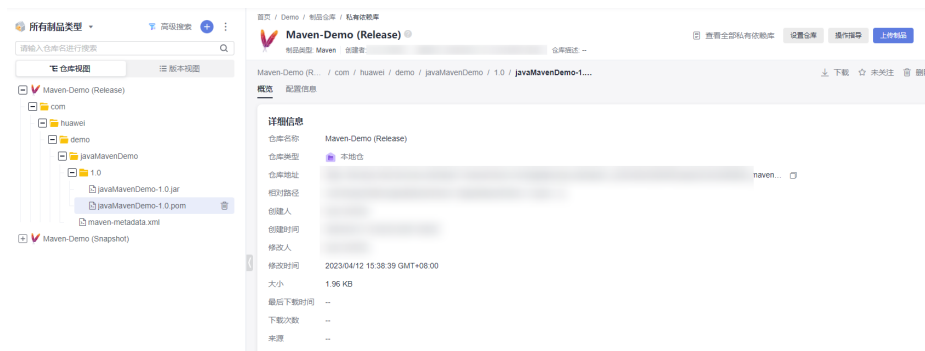 首页 / Demo / 制品仓库 / 私有依赖库
所有制品类型
高级搜索
请输入仓库名进行搜索
仓库视图
版本视图
Maven-Demo (Release)
com
huawei
demo
javaMavenDemo
1.0
javaMavenDemo-1.0.jar
javaMavenDemo-1.0.pom
maven-metadata.xml
Maven-Demo (Snapshot)
Maven-Demo (Release)
制品类型 Maven 创建者 仓库描述 --
查看全部私有依赖库 设置仓库 操作指导 上传制品
Maven-Demo (R... / com / huawei / demo / javaMavenDemo / 1.0 / javaMavenDemo-1....
下载 未关注
概览 配置信息
详细信息
仓库名称 Maven-Demo (Release)
仓库类型 本地仓
仓库地址 maven...
相对路径
创建人
创建时间
修改人
修改时间 2023/04/12 15:38:39 GMT+08:00
大小 1.96 KB
最后下载时间 --
下载次数 --
来源 --